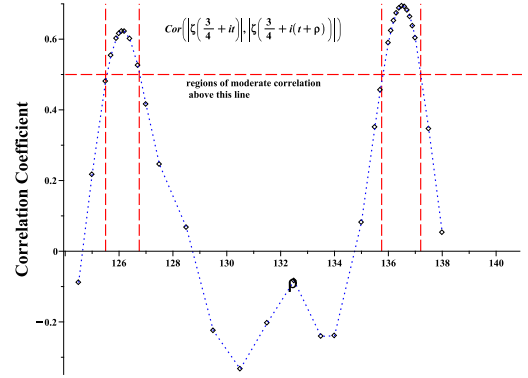 Cor(|ζ(3/4 + it)|, |ζ(3/4 + i(t + ρ))|)
0.6
regions of moderate correlation
above this line
0.4
0.2
0
126 128 130 132 134 136 138 140
ρ
−0.2
Correlation Coefficient